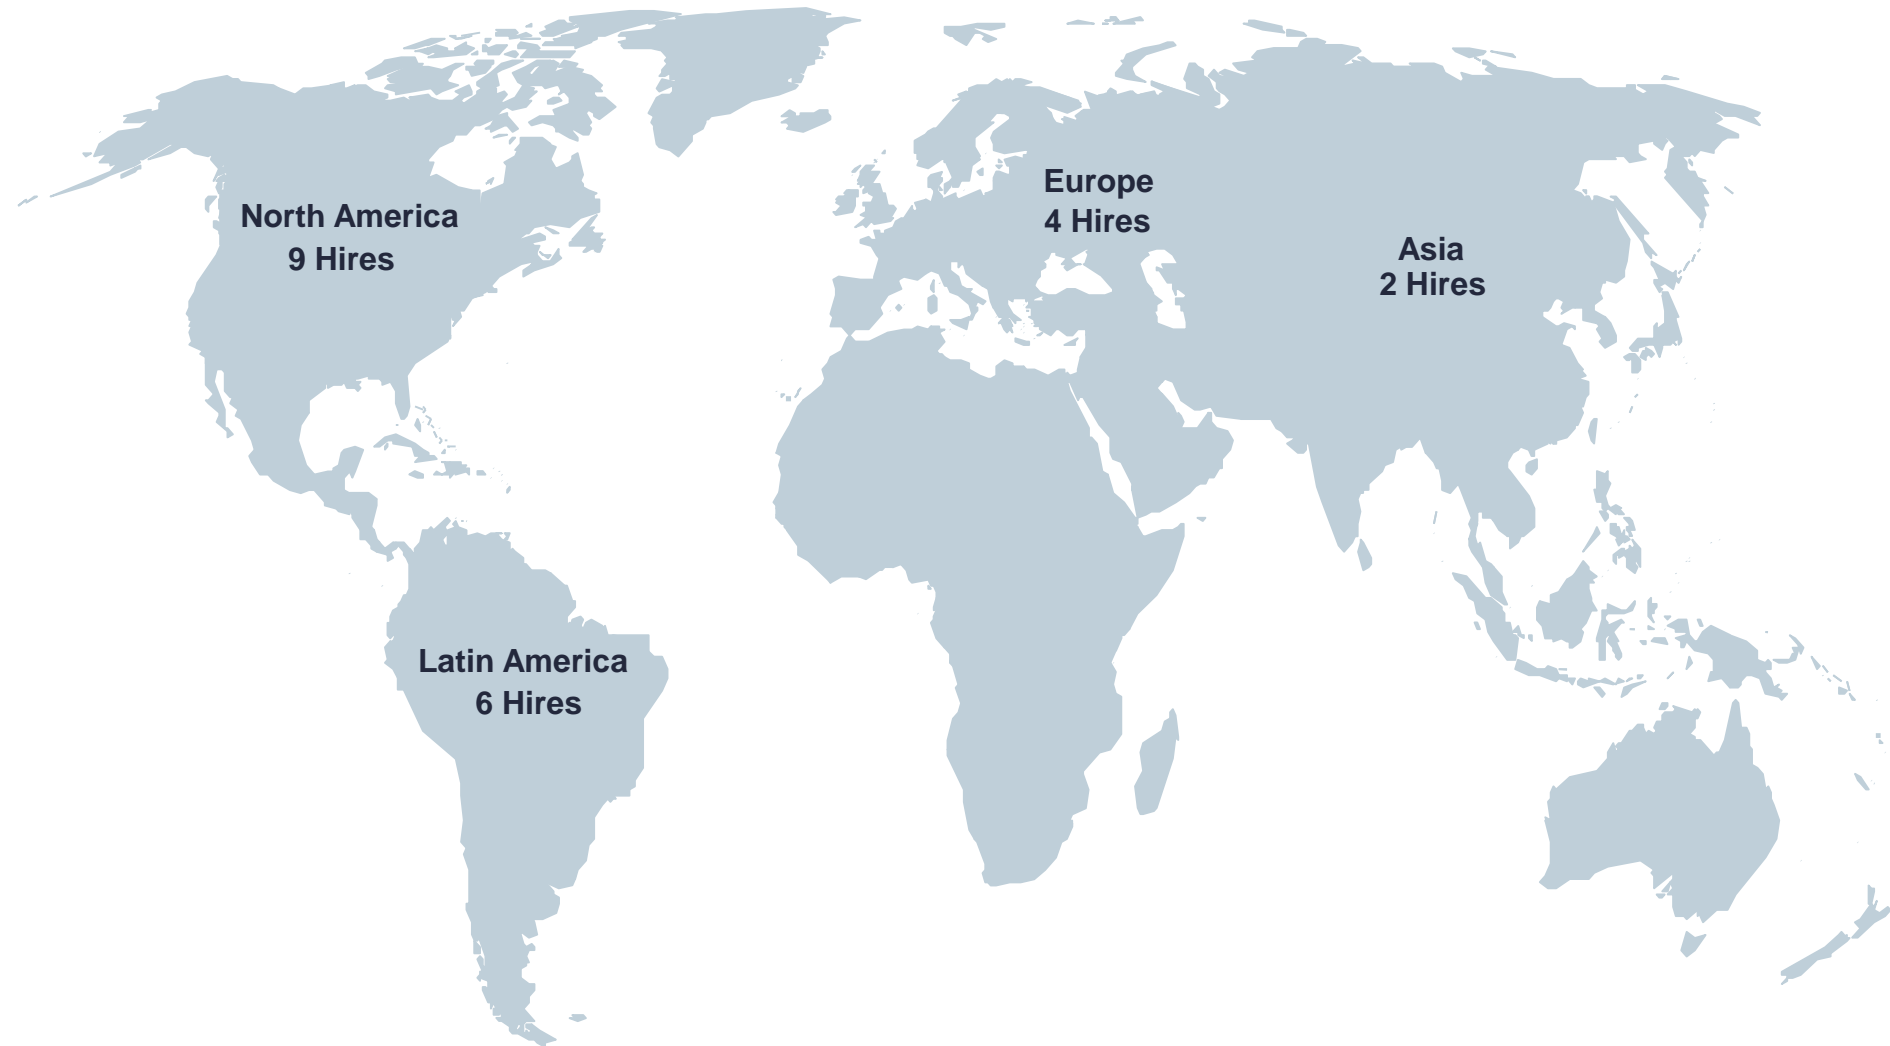 North America
9 Hires
Europe
4 Hires
Asia
2 Hires
Latin America
6 Hires